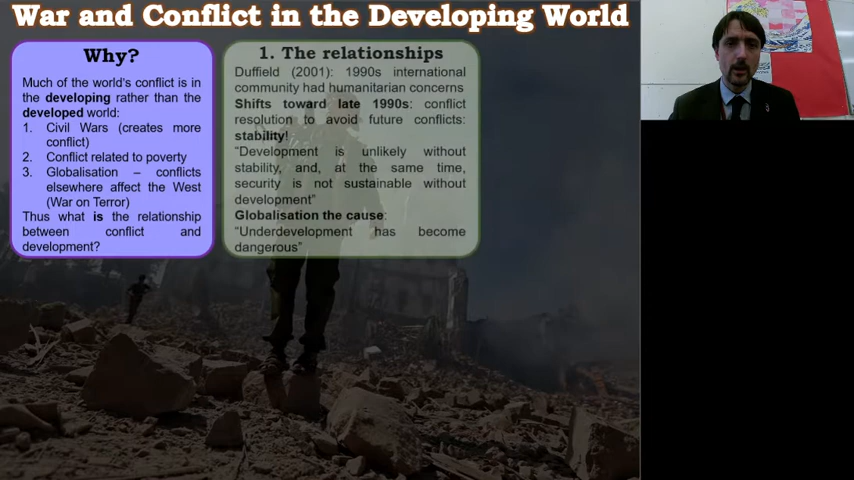 War and Conflict in the Developing World
Why?
Much of the world's conflict is in
the developing rather than the
developed world:
1. Civil Wars (creates more
conflict)
2. Conflict related to poverty
3. Globalisation – conflicts
elsewhere affect the West
(War on Terror)
Thus what is the relationship
between conflict and
development?
1. The relationships
Duffield (2001): 1990s international
community had humanitarian concerns
Shifts toward late 1990s: conflict
resolution to avoid future conflicts:
stability!
"Development is unlikely without
stability, and, at the same time,
security is not sustainable without
development"
Globalisation the cause:
"Underdevelopment has become
dangerous"